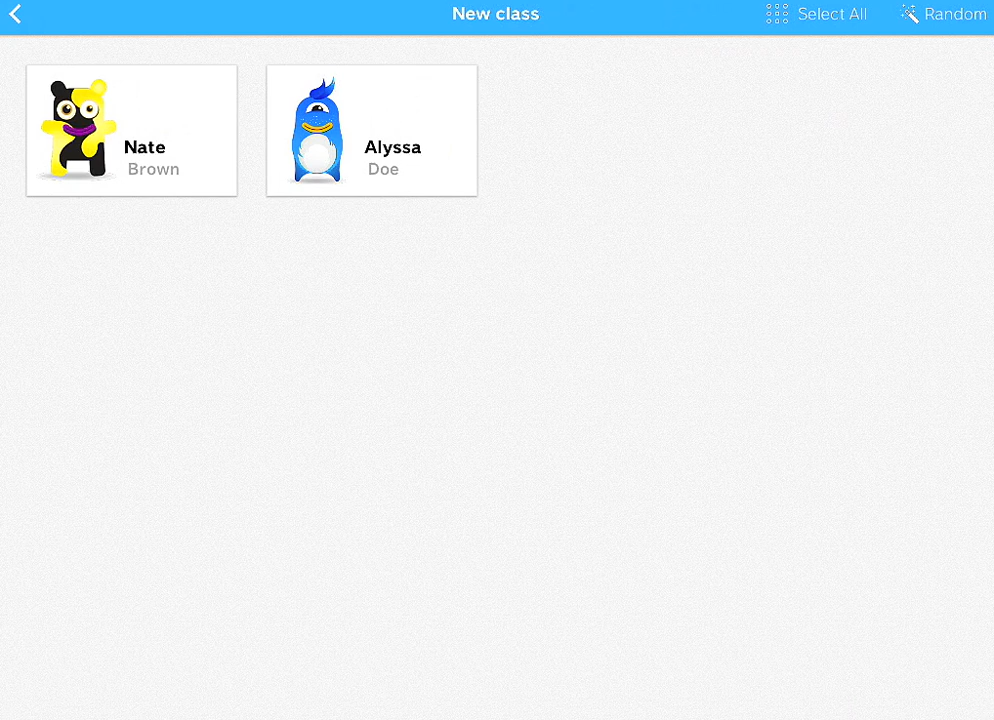 New class
Select All
Random
Nate
Brown
Alyssa
Doe